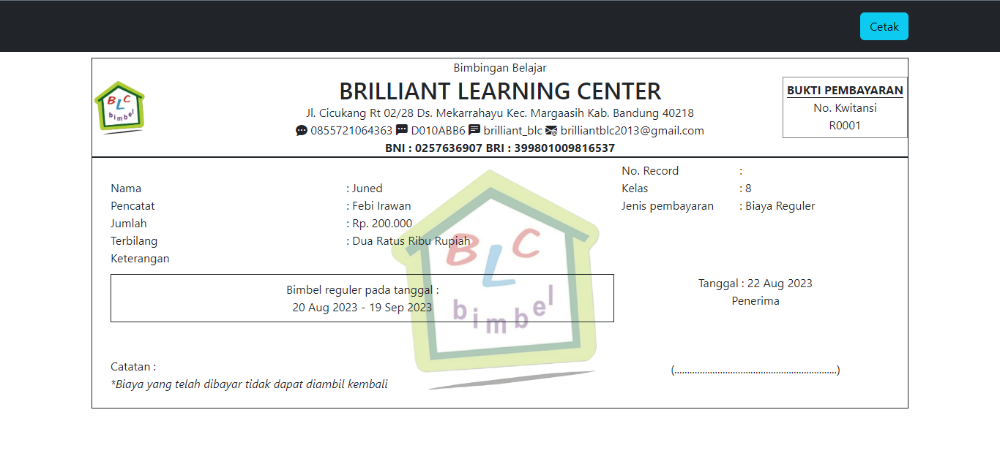 Cetak
BLC
bimbel
Bimbingan Belajar
BRILLIANT LEARNING CENTER
Jl. Cicukang Rt 02/28 Ds. Mekarrahayu Kec. Margaasih Kab. Bandung 40218
0855721064363 D010ABB6 brilliant_blc brilliantblc2013@gmail.com
BNI : 0257636907 BRI : 399801009816537
BUKTI PEMBAYARAN
No. Kwitansi
R0001
Nama : Juned
Pencatat : Febi Irawan
Jumlah : Rp. 200.000
Terbilang : Dua Ratus Ribu Rupiah
Keterangan
No. Record :
Kelas : 8
Jenis pembayaran : Biaya Reguler
BLC
bimbel
Bimbel reguler pada tanggal :
20 Aug 2023 - 19 Sep 2023
Tanggal : 22 Aug 2023
Penerima
Catatan :
*Biaya yang telah dibayar tidak dapat diambil kembali
(................................................................)